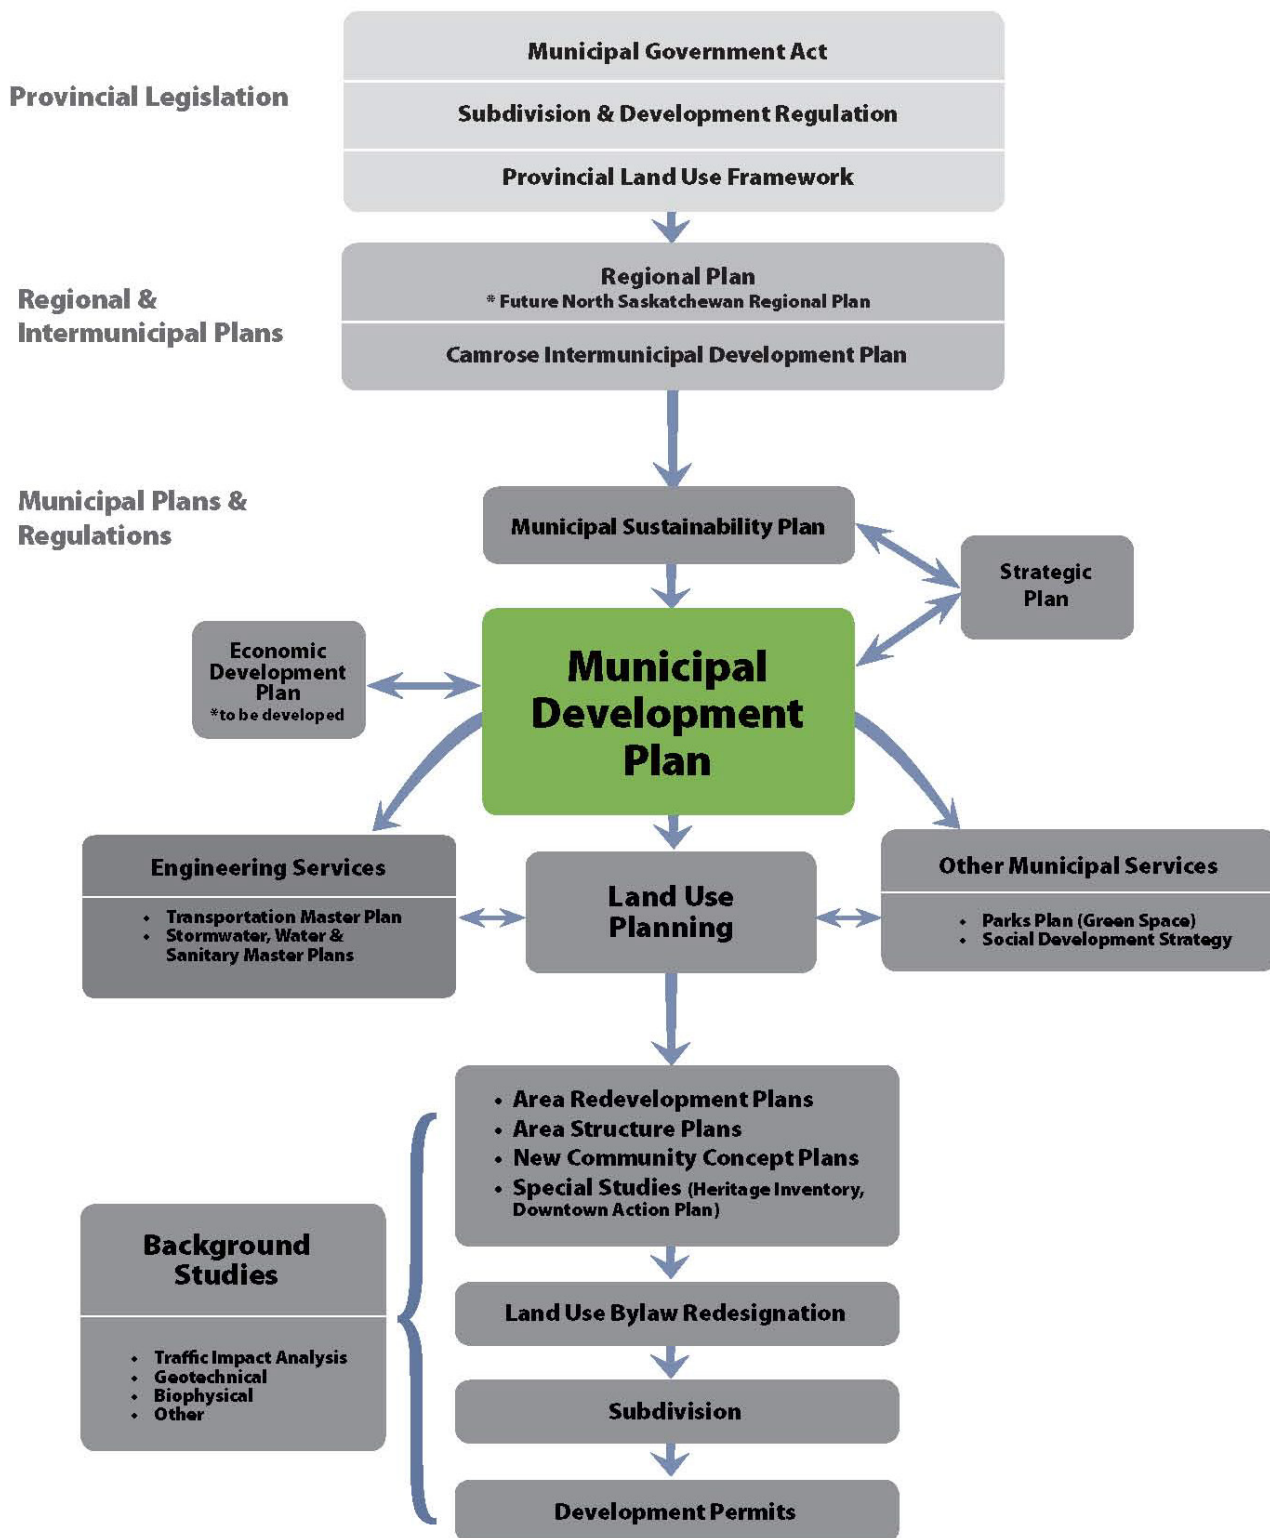 Provincial Legislation
Municipal Government Act
Subdivision & Development Regulation
Provincial Land Use Framework
Regional &
Intermunicipal Plans
Regional Plan
* Future North Saskatchewan Regional Plan
Camrose Intermunicipal Development Plan
Municipal Plans &
Regulations
Municipal Sustainability Plan
Strategic
Plan
Economic
Development
Plan
*to be developed
Municipal
Development
Plan
Engineering Services
• Transportation Master Plan
• Stormwater, Water &
Sanitary Master Plans
Land Use
Planning
Other Municipal Services
• Parks Plan (Green Space)
• Social Development Strategy
• Area Redevelopment Plans
• Area Structure Plans
• New Community Concept Plans
• Special Studies (Heritage Inventory,
Downtown Action Plan)
Background
Studies
• Traffic Impact Analysis
• Geotechnical
• Biophysical
• Other
Land Use Bylaw Redesignation
Subdivision
Development Permits